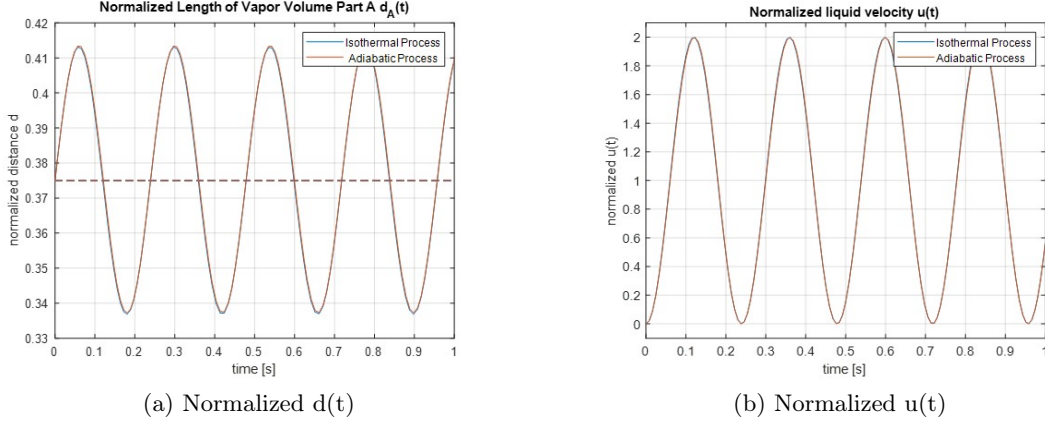 Normalized Length of Vapor Volume Part A d_A(t)
Isothermal Process
Adiabatic Process
normalized distance d
0.42
0.41
0.4
0.39
0.38
0.37
0.36
0.35
0.34
0.33
0 0.1 0.2 0.3 0.4 0.5 0.6 0.7 0.8 0.9 1
time [s]
(a) Normalized d(t)
Normalized liquid velocity u(t)
Isothermal Process
Adiabatic Process
normalized u(t)
2
1.8
1.6
1.4
1.2
1
0.8
0.6
0.4
0.2
0
0 0.1 0.2 0.3 0.4 0.5 0.6 0.7 0.8 0.9 1
time [s]
(b) Normalized u(t)